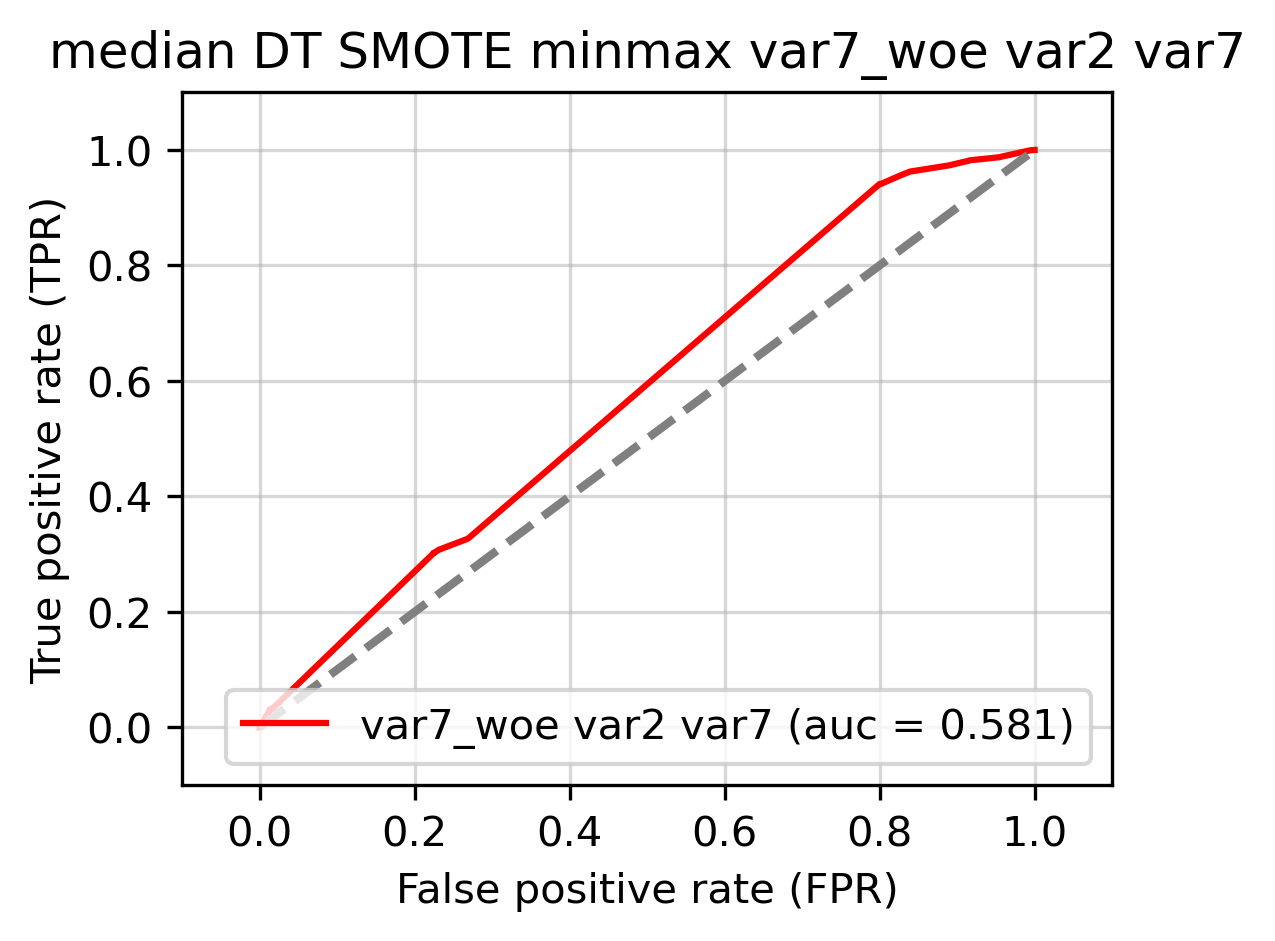 median DT SMOTE minmax var7_woe var2 var7
True positive rate (TPR)
1.0
0.8
0.6
0.4
0.2
0.0
var7_woe var2 var7 (auc = 0.581)
0.0 0.2 0.4 0.6 0.8 1.0
False positive rate (FPR)